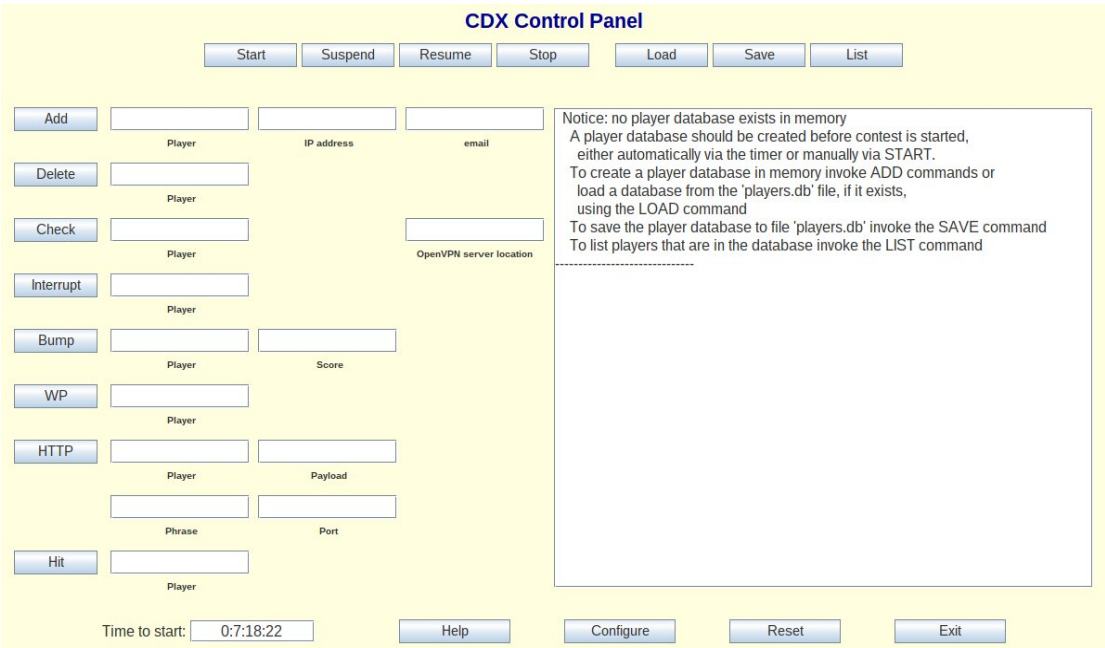 CDX Control Panel
Start Suspend Resume Stop Load Save List
Add
Player IP address email
Delete
Player
Check
Player OpenVPN server location
Interrupt
Player
Bump
Player Score
WP
Player
HTTP
Player Payload
Phrase Port
Hit
Player
Notice: no player database exists in memory
A player database should be created before contest is started,
either automatically via the timer or manually via START.
To create a player database in memory invoke ADD commands or
load a database from the 'players.db' file, if it exists,
using the LOAD command
To save the player database to file 'players.db' invoke the SAVE command
To list players that are in the database invoke the LIST command
------------------------------
Time to start: 0:7:18:22 Help Configure Reset Exit